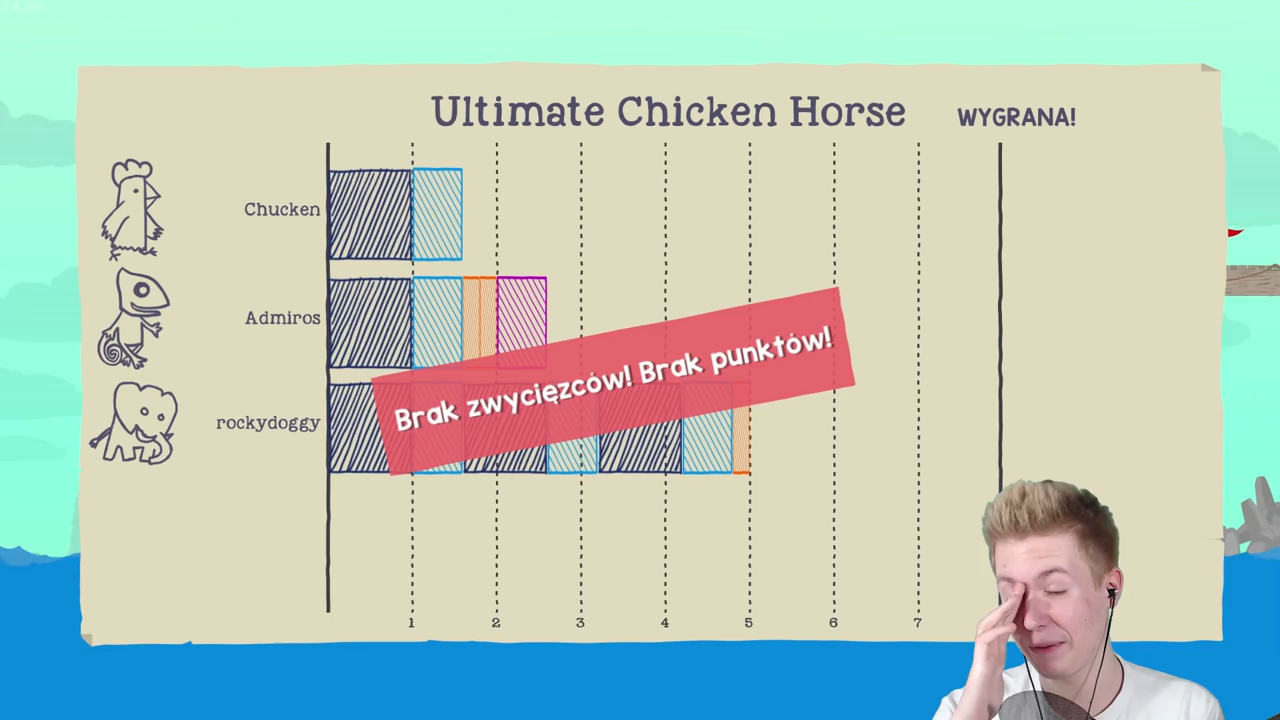 Ultimate Chicken Horse
WYGRANA!
Chucken
Admiros
rockydoggy
Brak zwycięzców! Brak punktów!
1 2 3 4 5 6 7